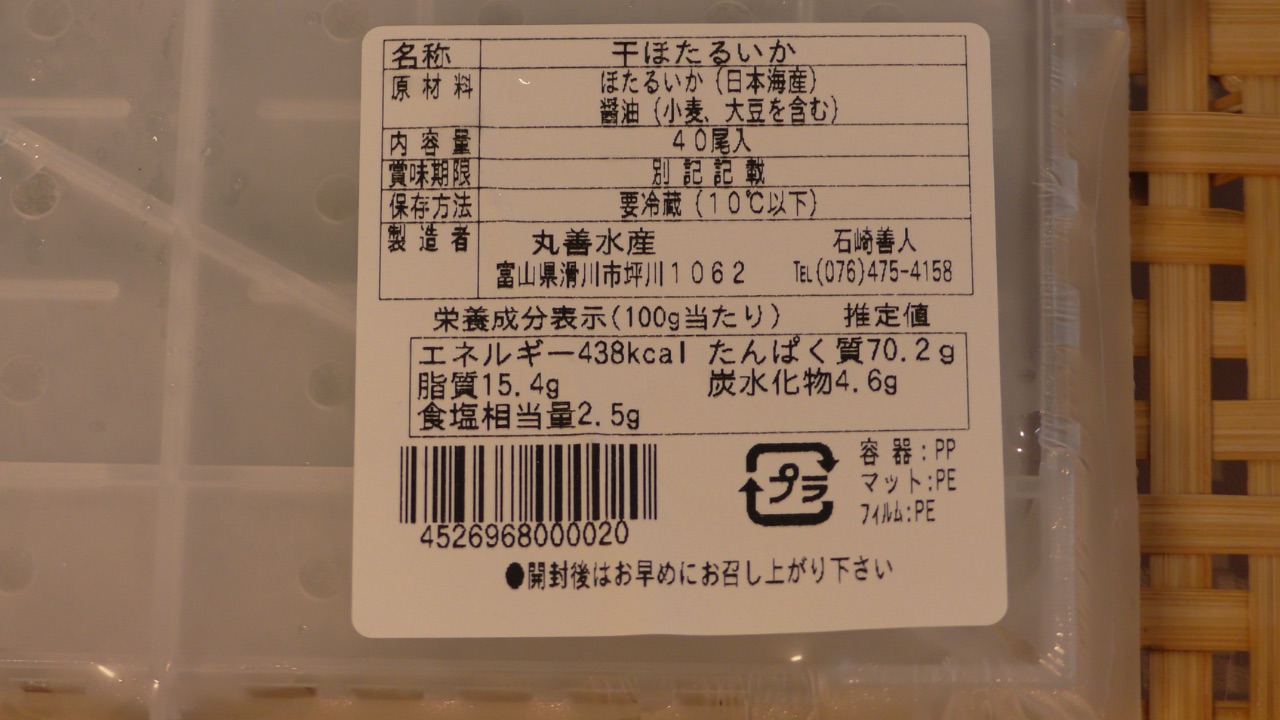 名称 干ほたるいか
原材料 ほたるいか（日本海産）
醤油（小麦、大豆を含む）
内容量 40尾入
賞味期限 別記記載
保存方法 要冷蔵（10℃以下）
製造者 丸善水産 石崎善人
富山県滑川市坪川1062 TEL(076)475-4158
栄養成分表示(100g当たり) 推定値
エネルギー438kcal たんぱく質70.2g
脂質15.4g 炭水化物4.6g
食塩相当量2.5g
プラ 容器:PP
マット:PE
フィルム:PE
4526968000020
●開封後はお早めにお召し上がり下さい